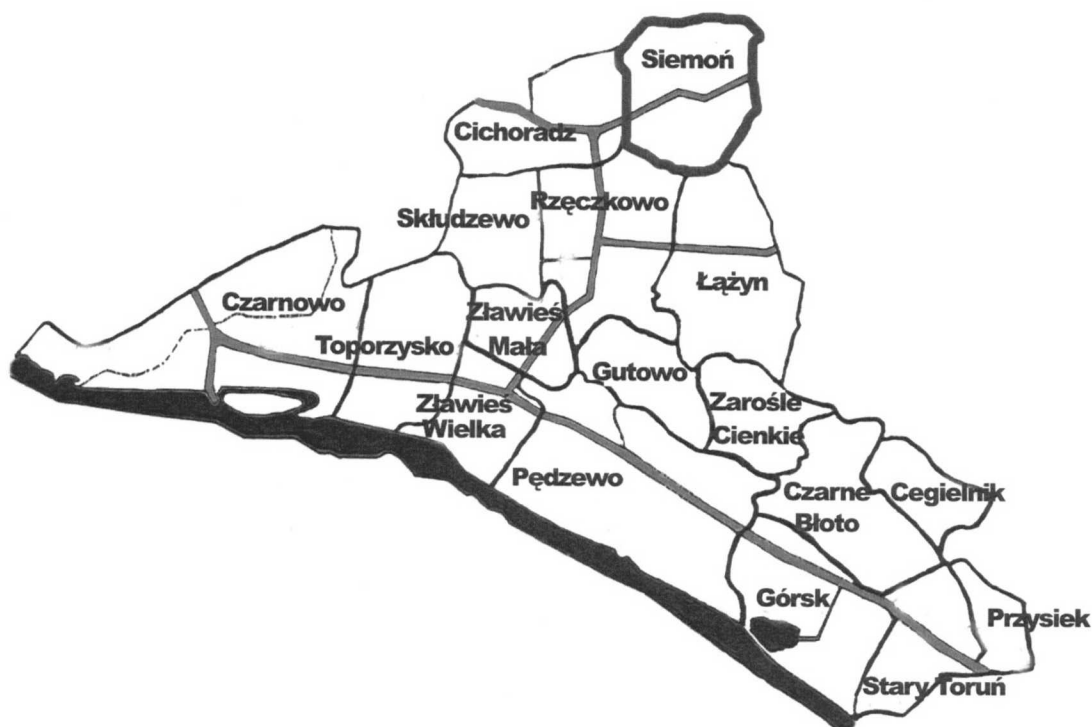 Siemoń
Cichoradz
Rzęczkowo
Skłudzewo
Łążyn
Czarnowo
Zławieś
Mała
Toporzysko
Gutowo
Zławieś
Wielka
Zarośle
Cienkie
Pędzewo
Czarne
Błoto
Cegielnik
Górsk
Przysiek
Stary Toruń